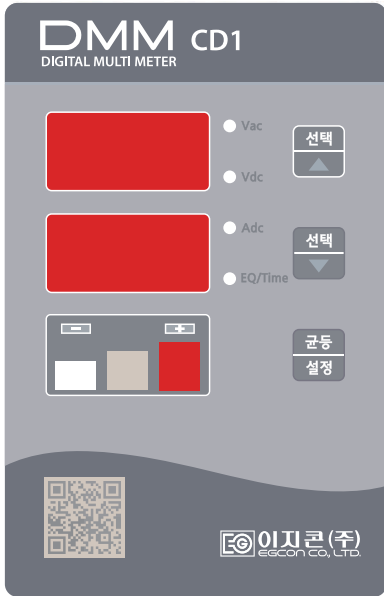 DMM CD1
DIGITAL MULTI METER
Vac
선택
Vdc
Adc
선택
EQ/Time
균등
설정
EG 이지콘(주)
EGCON CO., LTD.